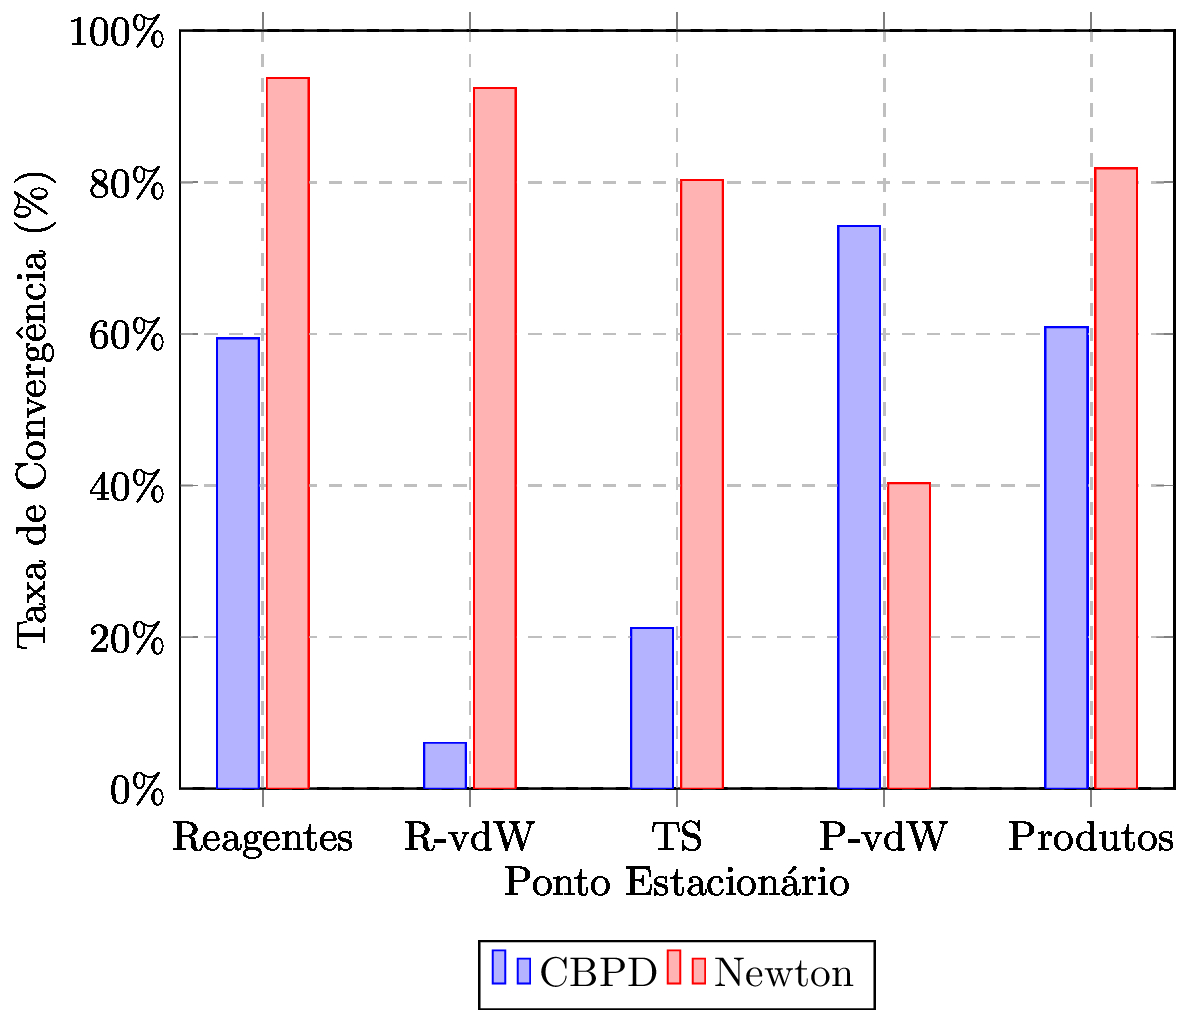 100%
80%
60%
40%
20%
0%
Taxa de Convergência (%)
Reagentes R-vdW TS P-vdW Produtos
Ponto Estacionário
CBPD Newton